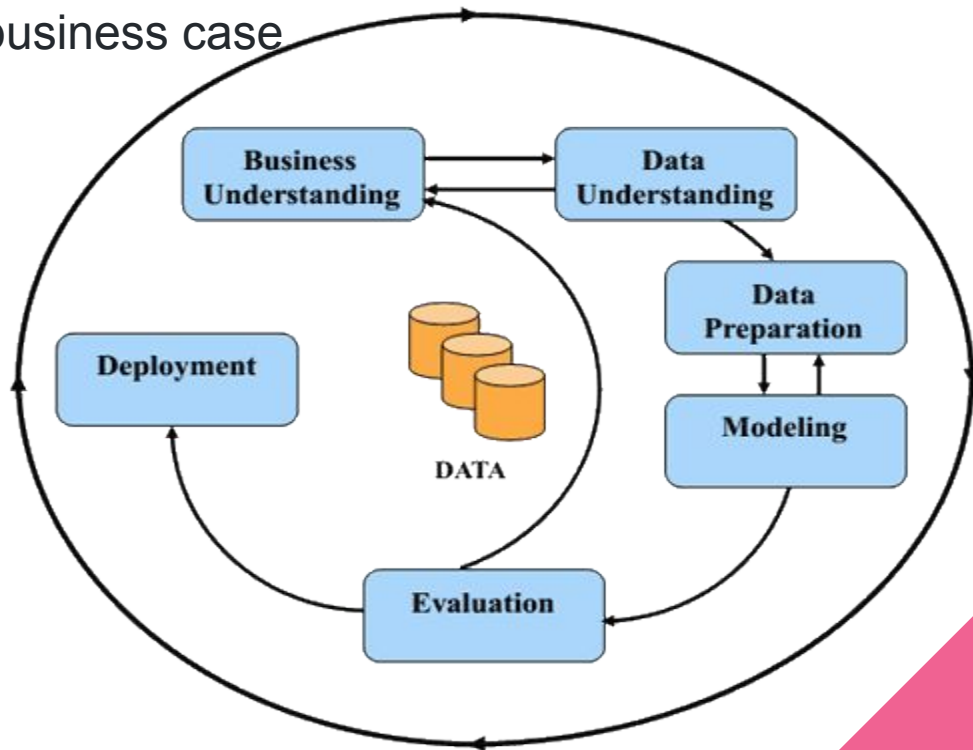 business case
Business
Understanding
Data
Understanding
Data
Preparation
Deployment
Modeling
DATA
Evaluation